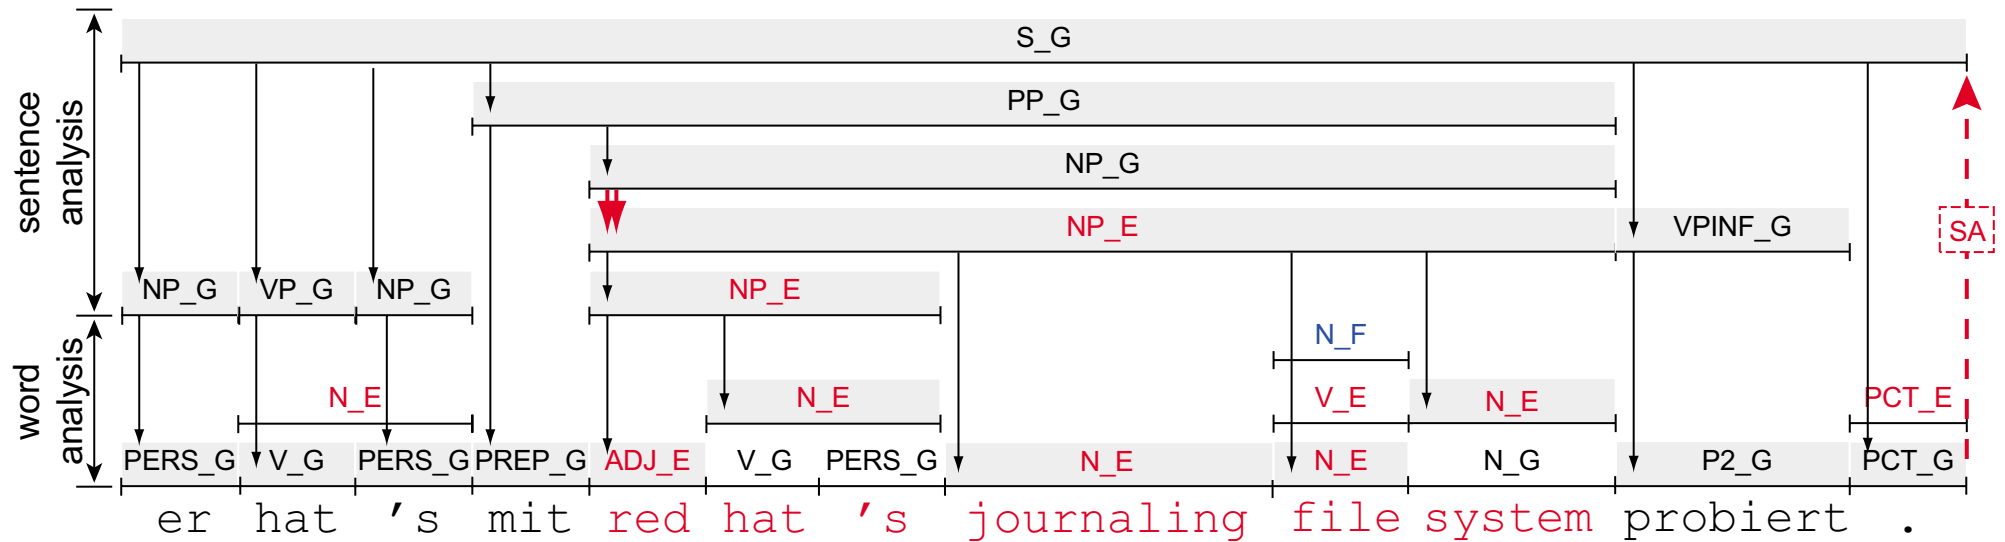 S_G
PP_G
NP_G
NP_E VPINF_G
SA
NP_G VP_G NP_G NP_E
N_F
N_E N_E V_E N_E PCT_E
PERS_G V_G PERS_G PREP_G ADJ_E V_G PERS_G N_E N_E N_G P2_G PCT_G
er hat ’s mit red hat ’s journaling file system probiert .
sentence
analysis
word
analysis